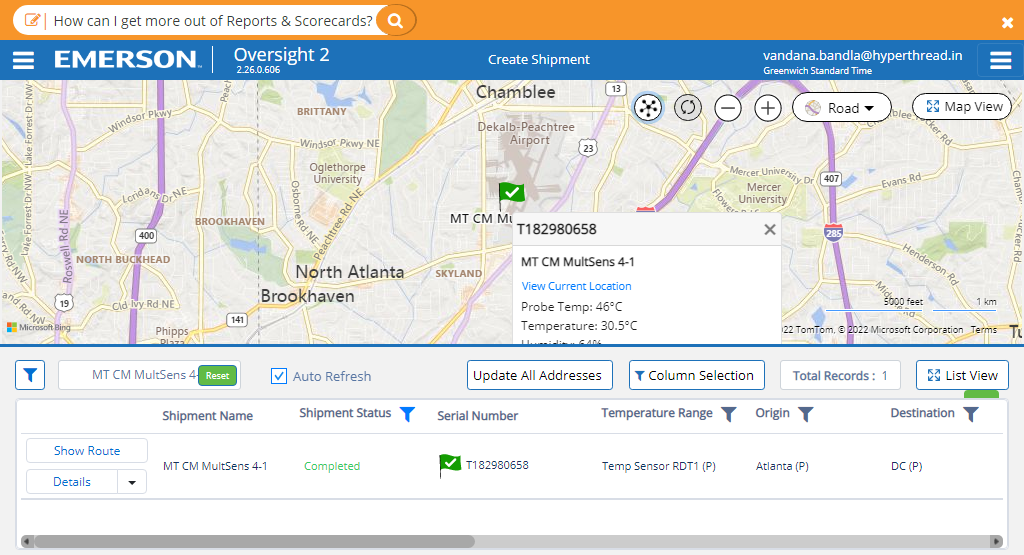 How can I get more out of Reports & Scorecards?
EMERSON
Oversight 2
2.26.0.606
Create Shipment
vandana.bandla@hyperthread.in
Greenwich Standard Time
Chamblee
13
Road
Map View
Windsor Pkwy
BRITTANY
Windsor Pkwy NE
Dekalb-Peachtree
Airport
23
Oglethorpe
University
Mercer University Dr
Mercer
University
407
Evans Rd
Lake Forrest Dr NW
Loridans Dr NE
Osborne Rd NE
Peachtree Rd NE
BROOKHAVEN
MT CM Mu
400
Roswell Rd NE
285
Henderson Rd
NORTH BUCKHEAD
North Atlanta
SKYLAND
Brookhaven
19
Cld-Ivy Rd NE
141
Phipps
Plaza
Microsoft Bing
T182980658
MT CM MultSens 4-1
View Current Location
Probe Temp: 46°C
Temperature: 30.5°C
Humidity: 64%
5000 feet
1 km
22 TomTom, © 2022 Microsoft Corporation Terms
MT CM MultSens 4-
Reset
Auto Refresh
Update All Addresses
Column Selection
Total Records : 1
List View
Shipment Name
Shipment Status
Serial Number
Temperature Range
Origin
Destination
Show Route
Details
MT CM MultSens 4-1
Completed
T182980658
Temp Sensor RDT1 (P)
Atlanta (P)
DC (P)